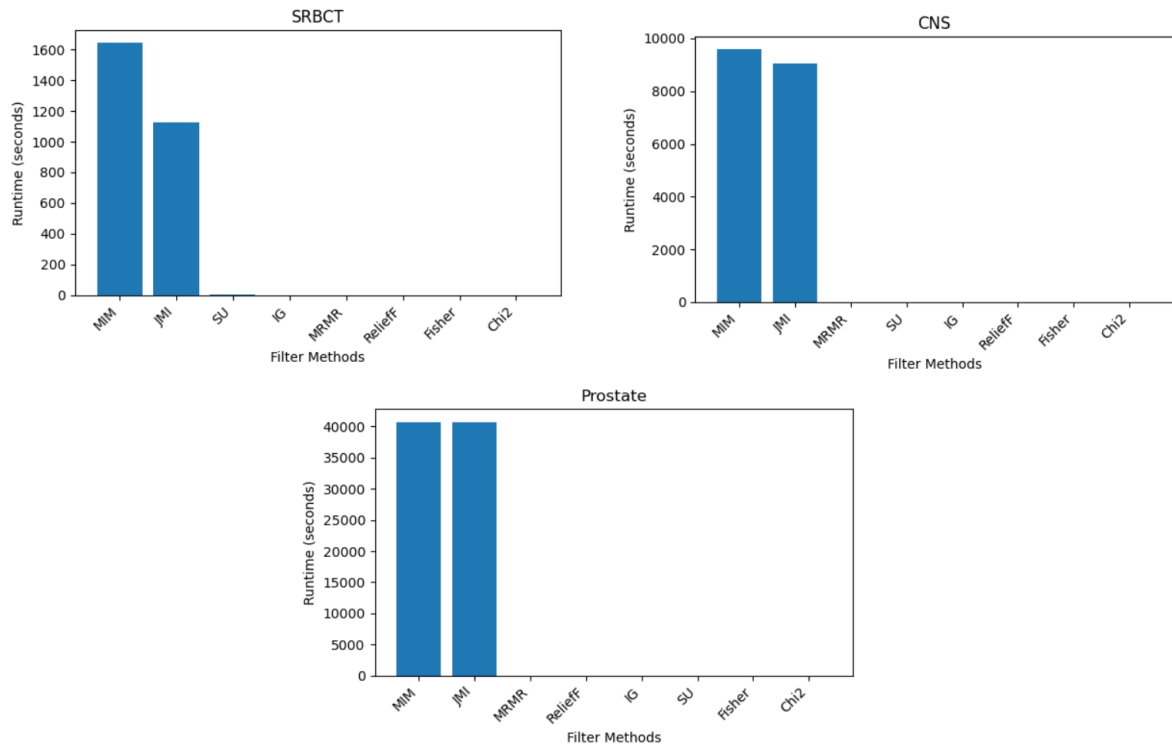 SRBCT
Runtime (seconds)
1600
1400
1200
1000
800
600
400
200
0
MIM
JMI
SU
IG
MRMR
ReliefF
Fisher
Chi2
Filter Methods
CNS
Runtime (seconds)
10000
8000
6000
4000
2000
0
MIM
JMI
MRMR
SU
IG
ReliefF
Fisher
Chi2
Filter Methods
Prostate
Runtime (seconds)
40000
35000
30000
25000
20000
15000
10000
5000
0
MIM
JMI
MRMR
ReliefF
IG
SU
Fisher
Chi2
Filter Methods